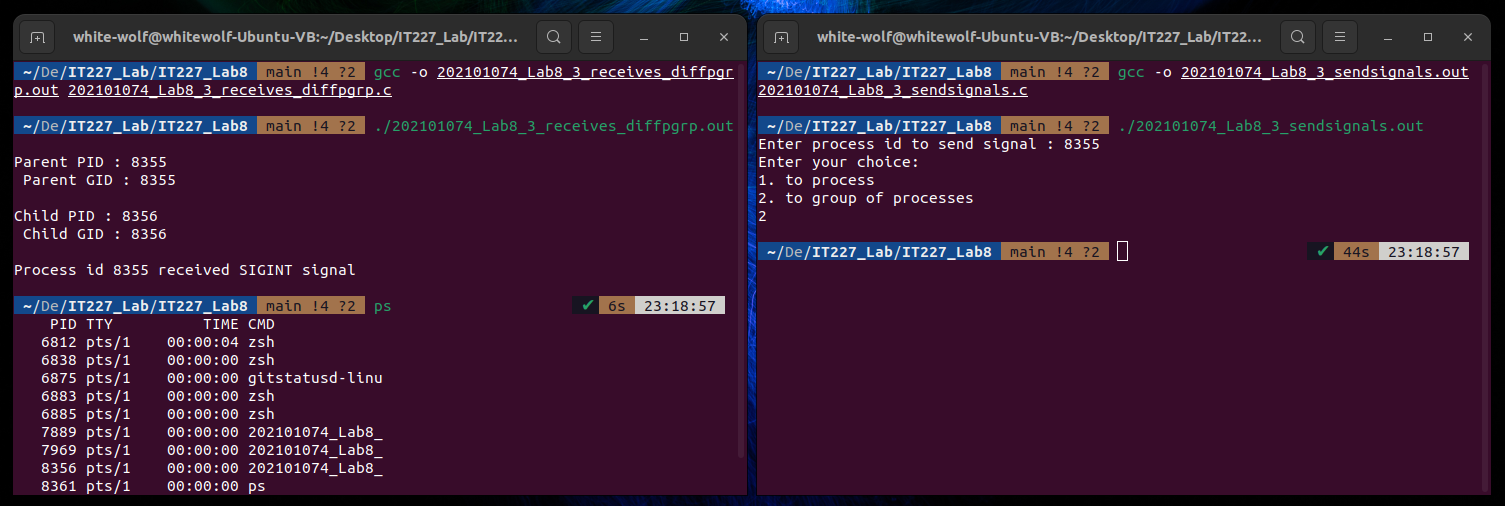 white-wolf@whitewolf-Ubuntu-VB:~/Desktop/IT227_Lab/IT22...
~/De/IT227_Lab/IT227_Lab8 main !4 ?2 gcc -o 202101074_Lab8_3_receives_diffpgr
p.out 202101074_Lab8_3_receives_diffpgrp.c
~/De/IT227_Lab/IT227_Lab8 main !4 ?2 ./202101074_Lab8_3_receives_diffpgrp.out
Parent PID : 8355
Parent GID : 8355
Child PID : 8356
Child GID : 8356
Process id 8355 received SIGINT signal
~/De/IT227_Lab/IT227_Lab8 main !4 ?2 ps ✔ 6s 23:18:57
PID TTY TIME CMD
6812 pts/1 00:00:04 zsh
6838 pts/1 00:00:00 zsh
6875 pts/1 00:00:00 gitstatusd-linu
6883 pts/1 00:00:00 zsh
6885 pts/1 00:00:00 zsh
7889 pts/1 00:00:00 202101074_Lab8_
7969 pts/1 00:00:00 202101074_Lab8_
8356 pts/1 00:00:00 202101074_Lab8_
8361 pts/1 00:00:00 ps
white-wolf@whitewolf-Ubuntu-VB:~/Desktop/IT227_Lab/IT22...
~/De/IT227_Lab/IT227_Lab8 main !4 ?2 gcc -o 202101074_Lab8_3_sendsignals.out
202101074_Lab8_3_sendsignals.c
~/De/IT227_Lab/IT227_Lab8 main !4 ?2 ./202101074_Lab8_3_sendsignals.out
Enter process id to send signal : 8355
Enter your choice:
1. to process
2. to group of processes
2
~/De/IT227_Lab/IT227_Lab8 main !4 ?2 ✔ 44s 23:18:57